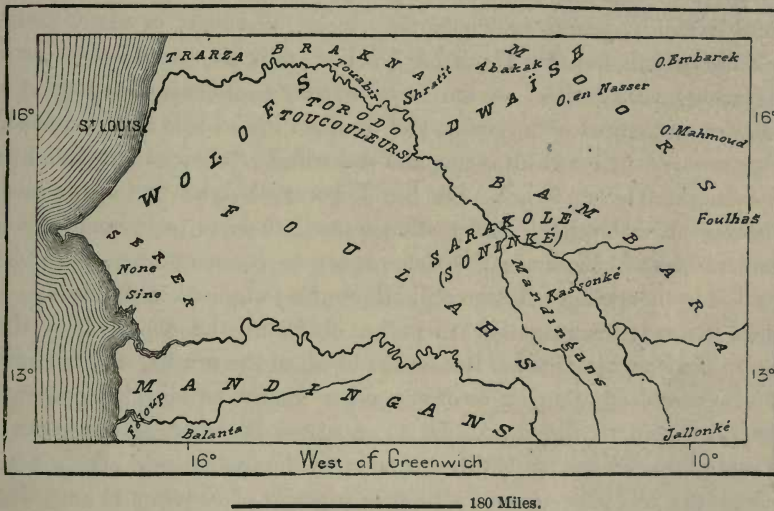 TRARZA
BRAKNA
MOORS
Abakak
O. Embarek
Touabir
Shratit
DWAÏSH
O. en Nasser
16°
16°
ST LOUIS
TORODO
(TOUCOULEURS)
O. Mahmoud
WOLOFS
BAMBARA
Foulhas
FOULAHS
SARAKOLÉ
(SONINKÉ)
SERER
None
Sine
Kassonké
Mandingans
13°
13°
MANDINGANS
Feloup
Balanta
Jallonké
16°
West of Greenwich
10°
180 Miles.